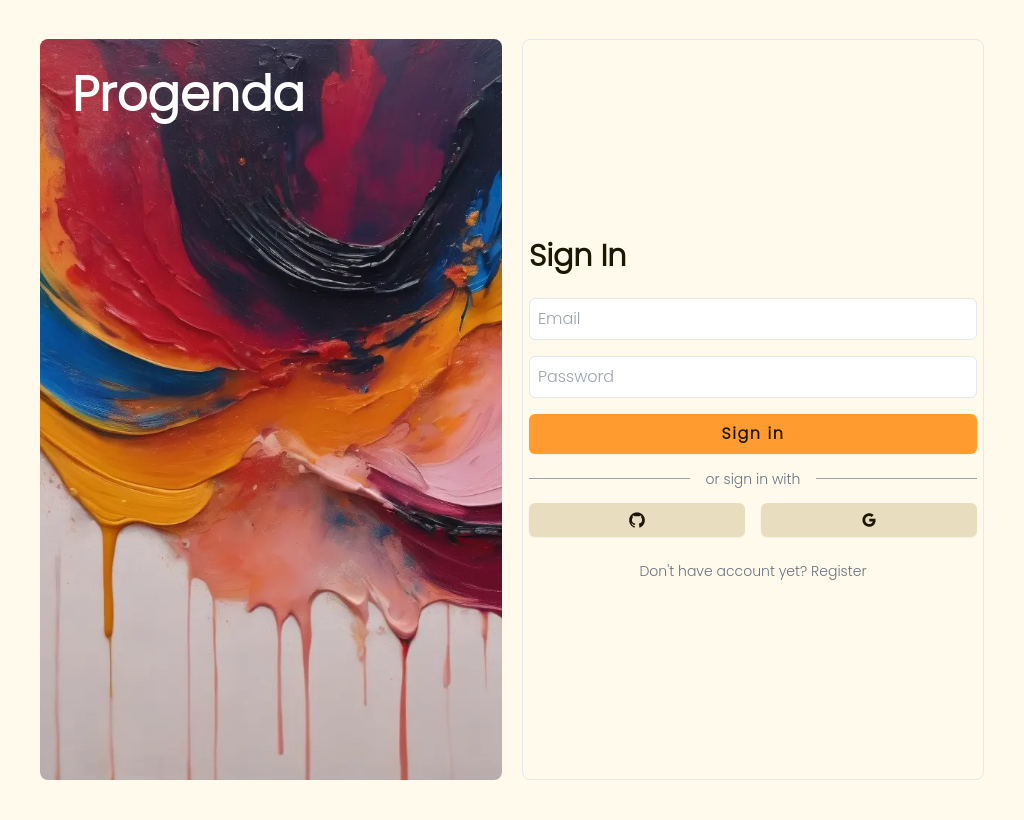 Progenda
Sign In
Email
Password
Sign in
or sign in with
Don't have account yet? Register